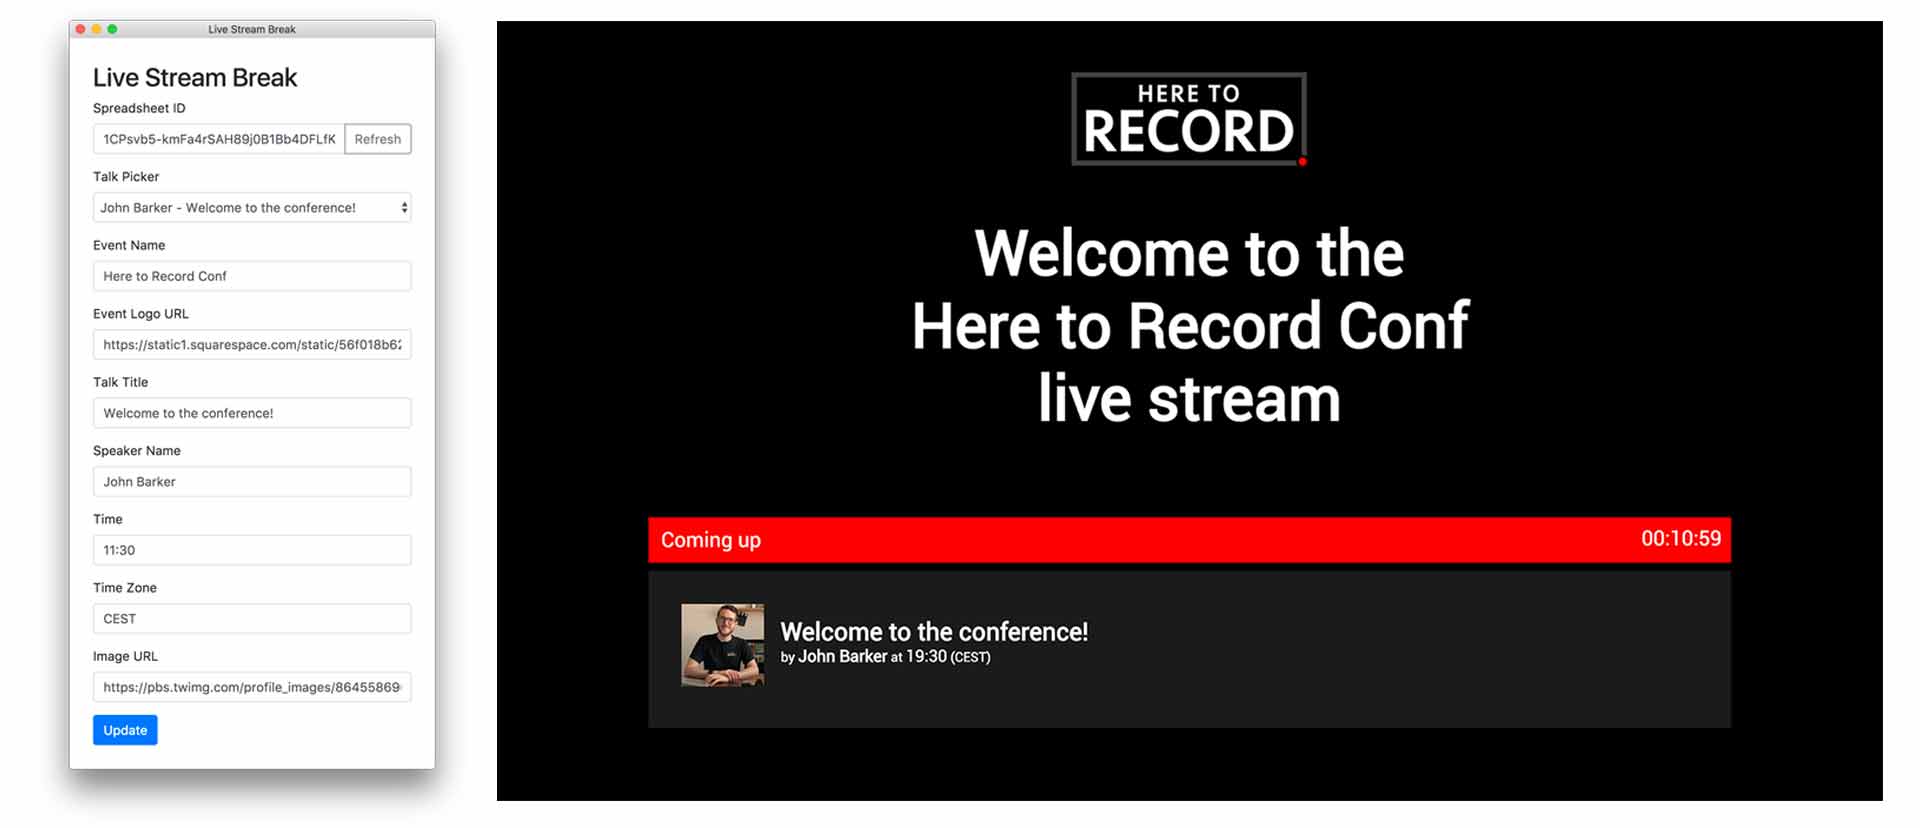 Live Stream Break
Live Stream Break
Spreadsheet ID
1CPsvb5-kmFa4rSAH89j0B1Bb4DFLfK
Refresh
Talk Picker
John Barker - Welcome to the conference!
Event Name
Here to Record Conf
Event Logo URL
https://static1.squarespace.com/static/56f018b62
Talk Title
Welcome to the conference!
Speaker Name
John Barker
Time
11:30
Time Zone
CEST
Image URL
https://pbs.twimg.com/profile_images/86455869
Update
HERE TO
RECORD
Welcome to the
Here to Record Conf
live stream
Coming up
00:10:59
Welcome to the conference!
by John Barker at 19:30 (CEST)